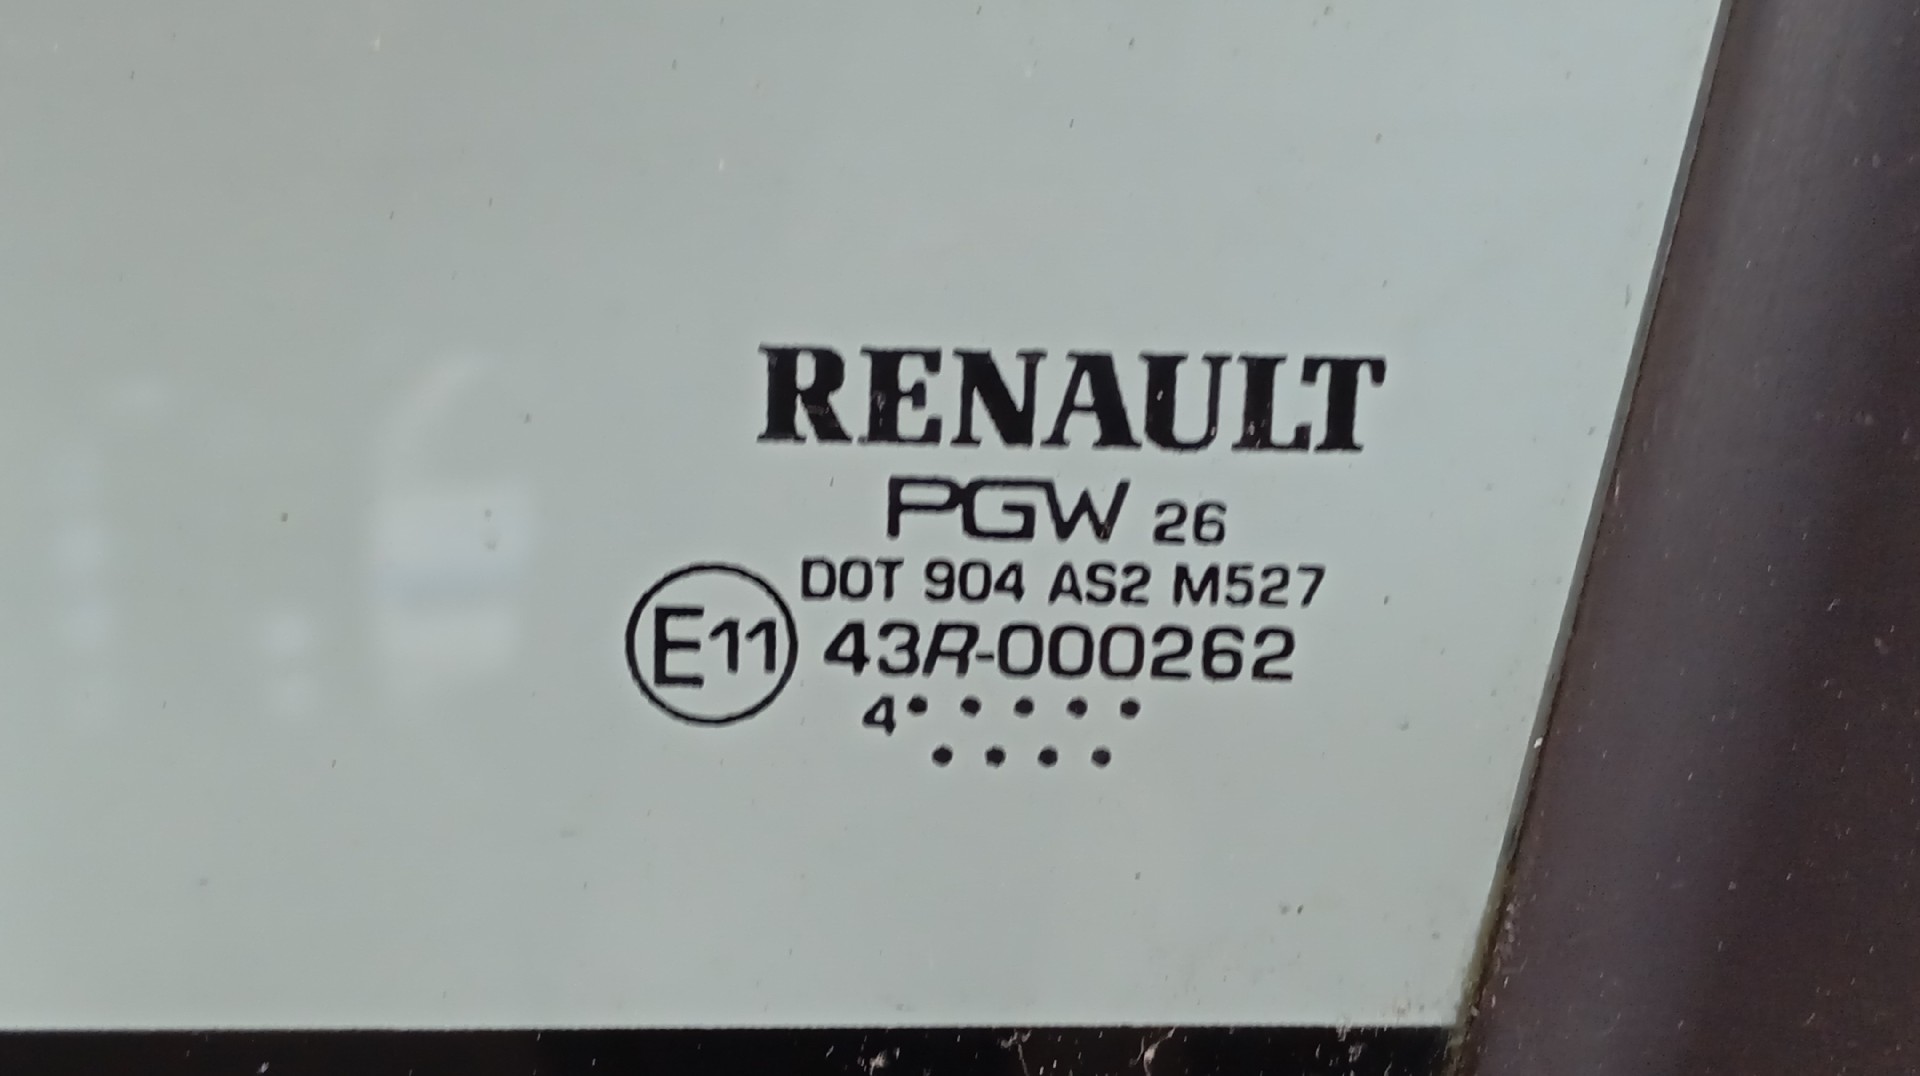 RENAULT
PGW 26
DOT 904 AS2 M527
E11 43R-000262
4• • • • •
• • • •